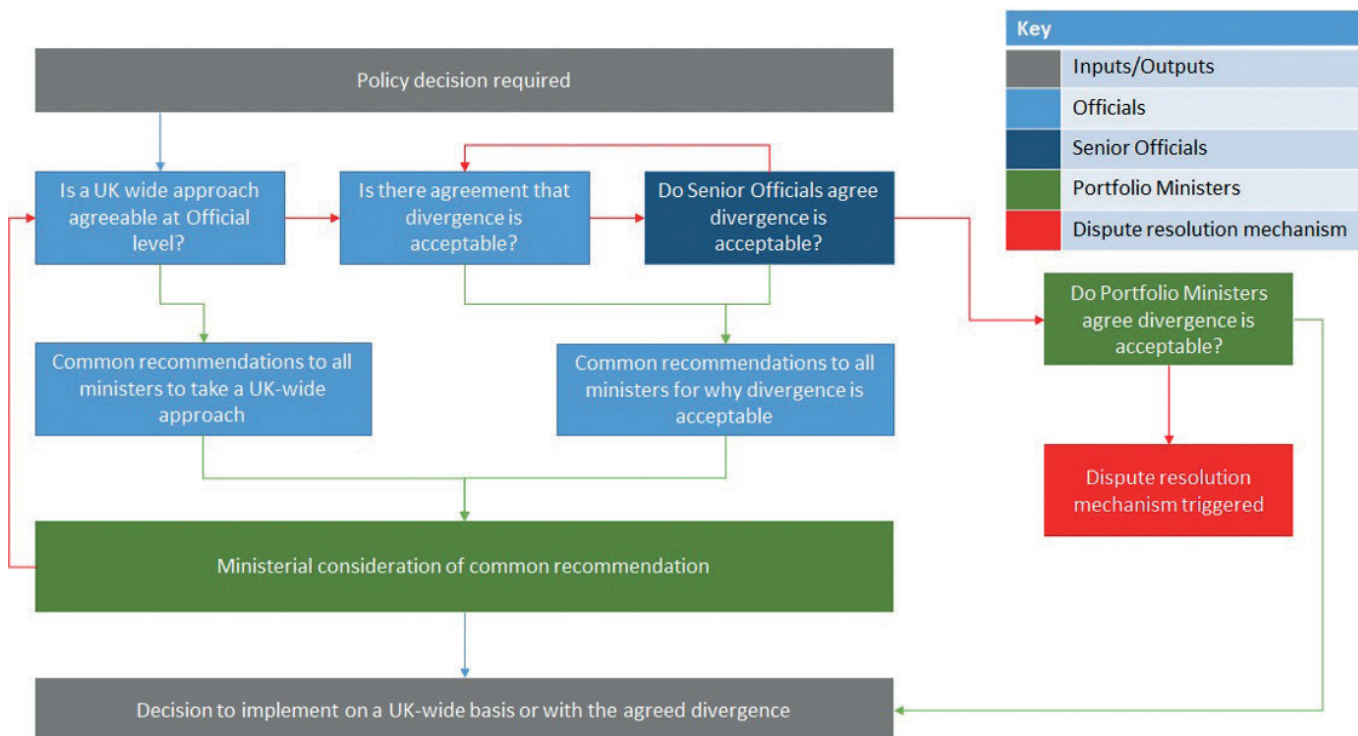 Key
Inputs/Outputs
Officials
Senior Officials
Portfolio Ministers
Dispute resolution mechanism
Policy decision required
Is a UK wide approach
agreeable at Official
level?
Is there agreement that
divergence is
acceptable?
Do Senior Officials agree
divergence is
acceptable?
Do Portfolio Ministers
agree divergence is
acceptable?
Common recommendations to all
ministers to take a UK-wide
approach
Common recommendations to all
ministers for why divergence is
acceptable
Dispute resolution
mechanism triggered
Ministerial consideration of common recommendation
Decision to implement on a UK-wide basis or with the agreed divergence